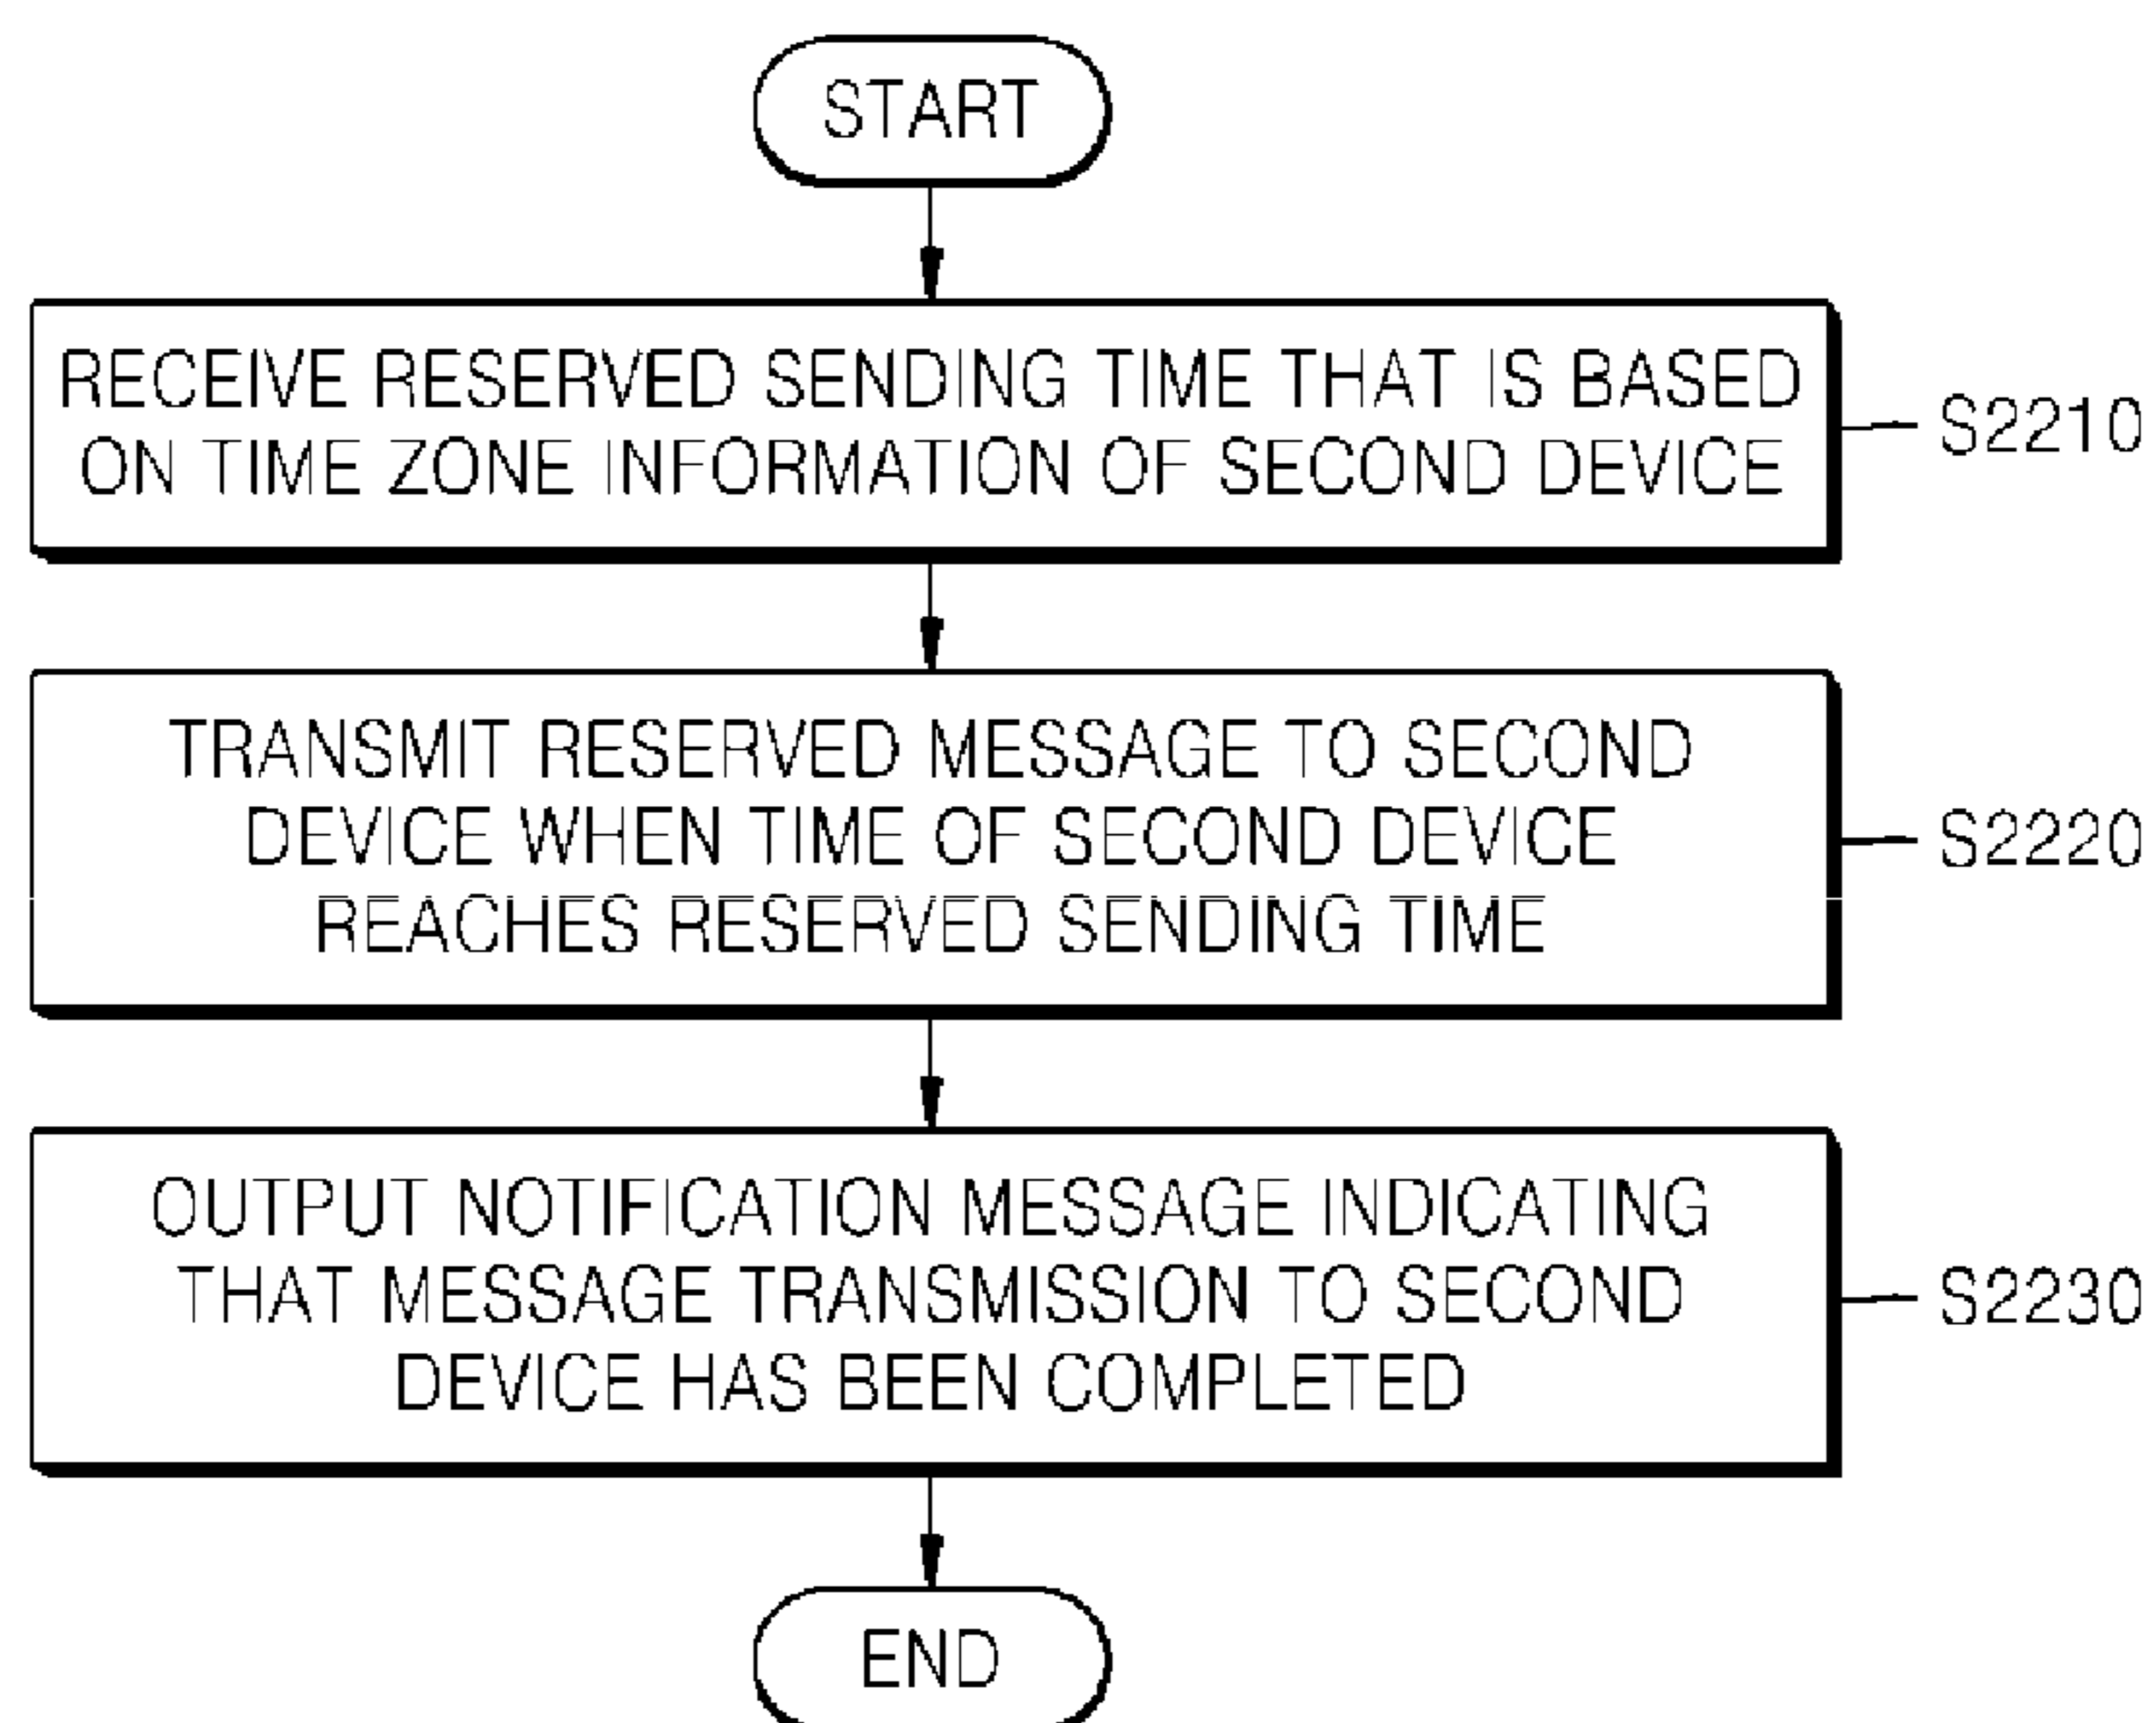 START
RECEIVE RESERVED SENDING TIME THAT IS BASED
ON TIME ZONE INFORMATION OF SECOND DEVICE
S2210
TRANSMIT RESERVED MESSAGE TO SECOND
DEVICE WHEN TIME OF SECOND DEVICE
REACHES RESERVED SENDING TIME
S2220
OUTPUT NOTIFICATION MESSAGE INDICATING
THAT MESSAGE TRANSMISSION TO SECOND
DEVICE HAS BEEN COMPLETED
S2230
END